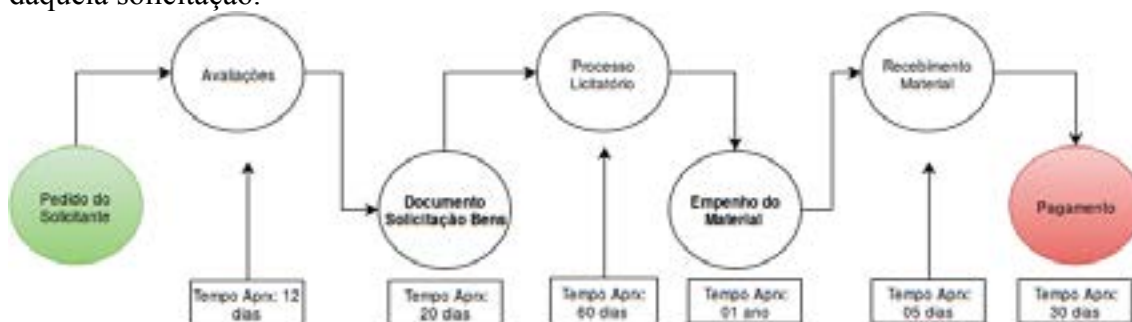 daquela solicitação.
Avaliações
Processo
Licitatório
Recebimento
Material
Pedido do
Solicitante
Documento
Solicitação Bens
Empenho do
Material
Pagamento
Tempo Aprx: 12
dias
Tempo Aprx:
20 dias
Tempo Aprx:
60 dias
Tempo Aprx:
01 ano
Tempo Aprx:
05 dias
Tempo Aprx:
30 dias